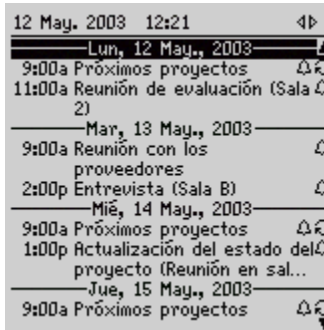 12 May. 2003 12:21
Lun, 12 May., 2003
9:00a Próximos proyectos
11:00a Reunión de evaluación (Sala
2)
Mar, 13 May., 2003
9:00a Reunión con los
proveedores
2:00p Entrevista (Sala B)
Mié, 14 May., 2003
9:00a Próximos proyectos
1:00p Actualización del estado del
proyecto (Reunión en sal...
Jue, 15 May., 2003
9:00a Próximos proyectos